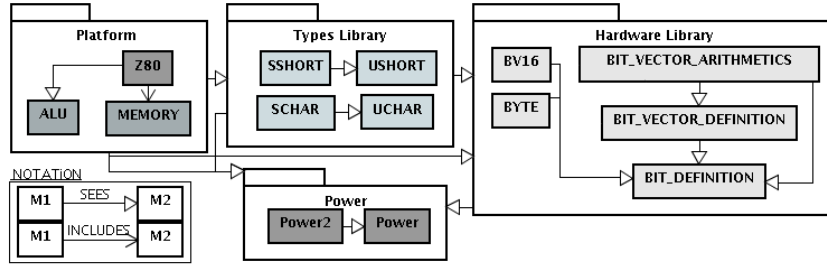 Platform
Z80
ALU
MEMORY
Types Library
SSHORT
USHORT
SCHAR
UCHAR
Hardware Library
BV16
BYTE
BIT_VECTOR_ARITHMETICS
BIT_VECTOR_DEFINITION
BIT_DEFINITION
NOTATION
M1
SEES
M2
M1
INCLUDES
M2
Power
Power2
Power